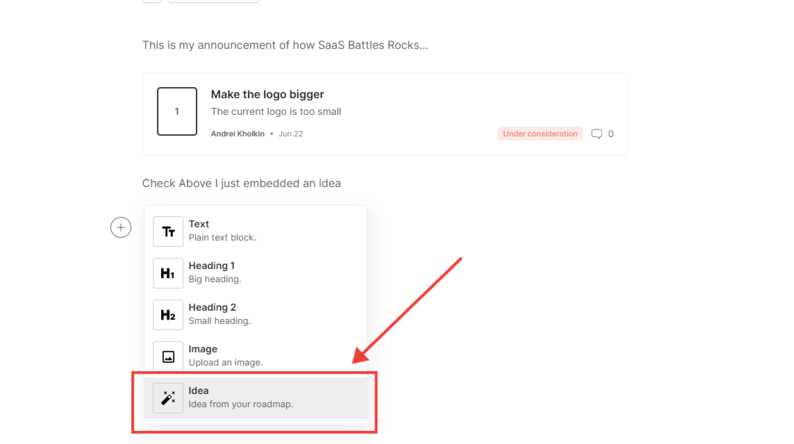 This is my announcement of how SaaS Battles Rocks...
1
Make the logo bigger
The current logo is too small
Andrei Kholkin • Jun 22
Under consideration
0
Check Above I just embedded an idea
TT
Text
Plain text block.
H1
Heading 1
Big heading.
H2
Heading 2
Small heading.
Image
Upload an image.
Idea
Idea from your roadmap.